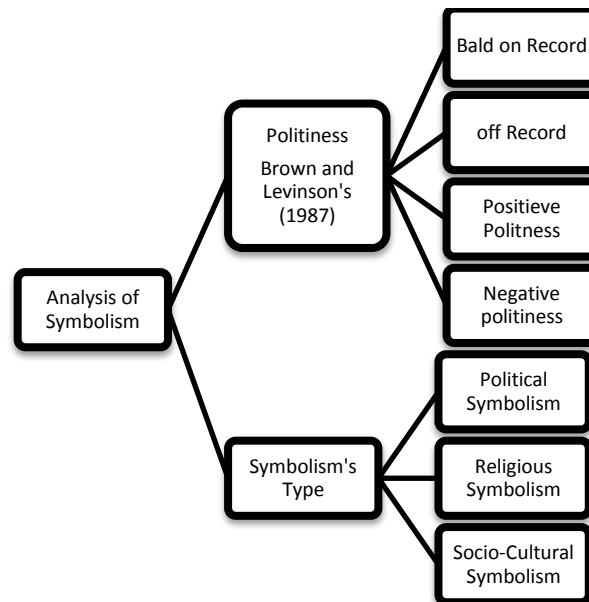 Bald on Record
off Record
Positieve
Politness
Negative
politiness
Politiness
Brown and
Levinson's
(1987)
Analysis of
Symbolism
Political
Symbolism
Religious
Symbolism
Socio-Cultural
Symbolism
Symbolism's
Type